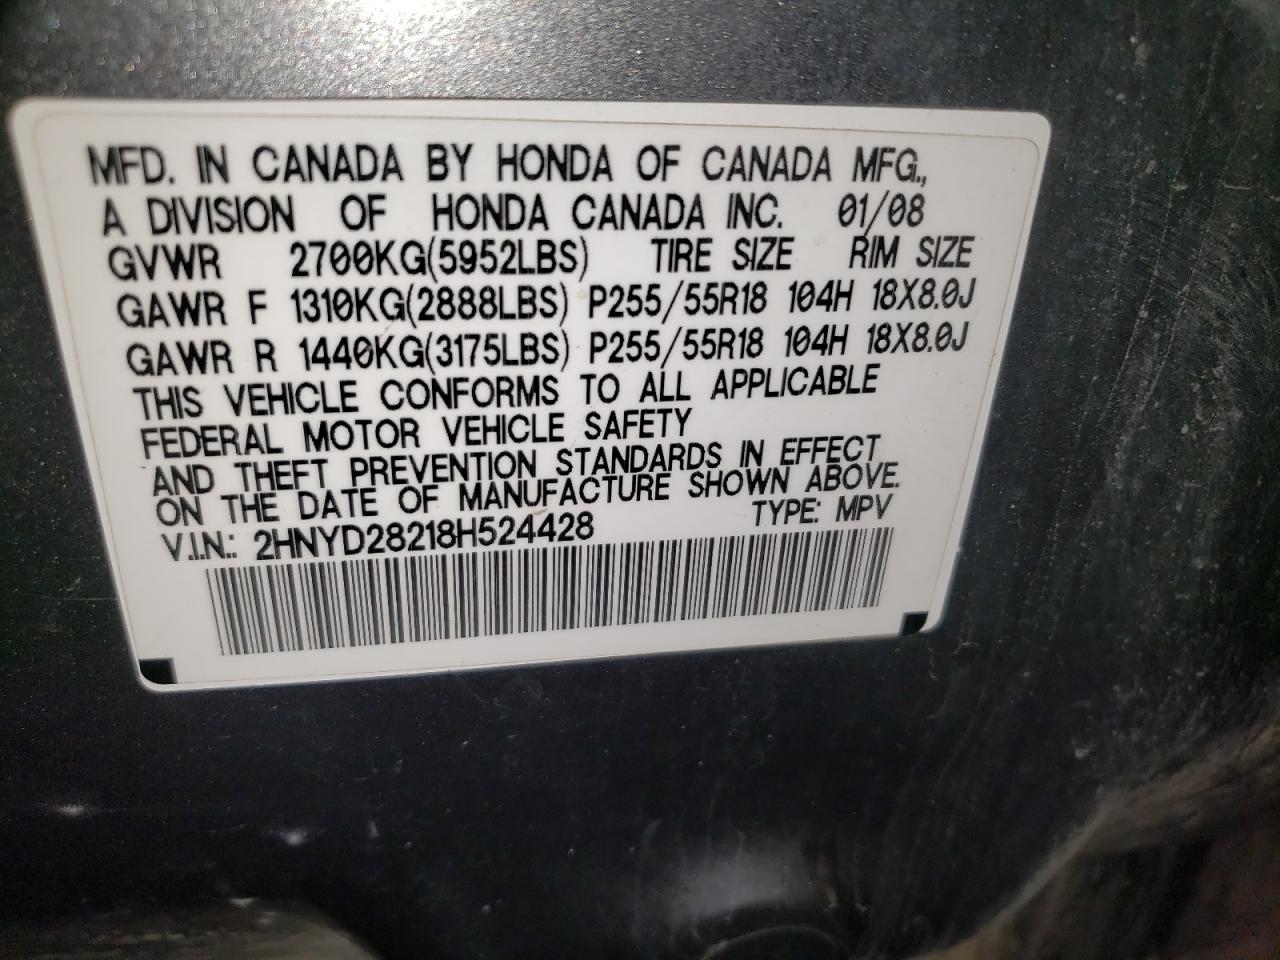 MFD. IN CANADA BY HONDA OF CANADA MFG.,
A DIVISION OF HONDA CANADA INC. 01/08
GVWR 2700KG(5952LBS) TIRE SIZE RIM SIZE
GAWR F 1310KG(2888LBS) P255/55R18 104H 18X8.0J
GAWR R 1440KG(3175LBS) P255/55R18 104H 18X8.0J
THIS VEHICLE CONFORMS TO ALL APPLICABLE
FEDERAL MOTOR VEHICLE SAFETY
AND THEFT PREVENTION STANDARDS IN EFFECT
ON THE DATE OF MANUFACTURE SHOWN ABOVE.
V.I.N.: 2HNYD28218H524428 TYPE: MPV